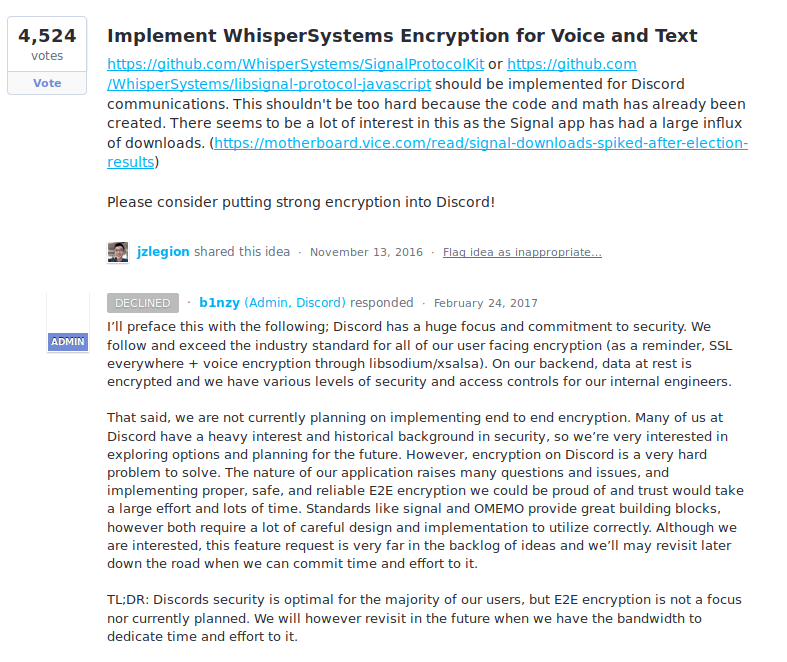 4,524
votes
Vote
Implement WhisperSystems Encryption for Voice and Text
https://github.com/WhisperSystems/SignalProtocolKit or https://github.com
/WhisperSystems/libsignal-protocol-javascript should be implemented for Discord
communications. This shouldn't be too hard because the code and math has already been
created. There seems to be a lot of interest in this as the Signal app has had a large influx
of downloads. (https://motherboard.vice.com/read/signal-downloads-spiked-after-election-
results)
Please consider putting strong encryption into Discord!
jzlegion shared this idea · November 13, 2016 · Flag idea as inappropriate…
DECLINED · b1nzy (Admin, Discord) responded · February 24, 2017
ADMIN
I’ll preface this with the following; Discord has a huge focus and commitment to security. We
follow and exceed the industry standard for all of our user facing encryption (as a reminder, SSL
everywhere + voice encryption through libsodium/xsalsa). On our backend, data at rest is
encrypted and we have various levels of security and access controls for our internal engineers.
That said, we are not currently planning on implementing end to end encryption. Many of us at
Discord have a heavy interest and historical background in security, so we’re very interested in
exploring options and planning for the future. However, encryption on Discord is a very hard
problem to solve. The nature of our application raises many questions and issues, and
implementing proper, safe, and reliable E2E encryption we could be proud of and trust would take
a large effort and lots of time. Standards like signal and OMEMO provide great building blocks,
however both require a lot of careful design and implementation to utilize correctly. Although we
are interested, this feature request is very far in the backlog of ideas and we’ll may revisit later
down the road when we can commit time and effort to it.
TL;DR: Discords security is optimal for the majority of our users, but E2E encryption is not a focus
nor currently planned. We will however revisit in the future when we have the bandwidth to
dedicate time and effort to it.